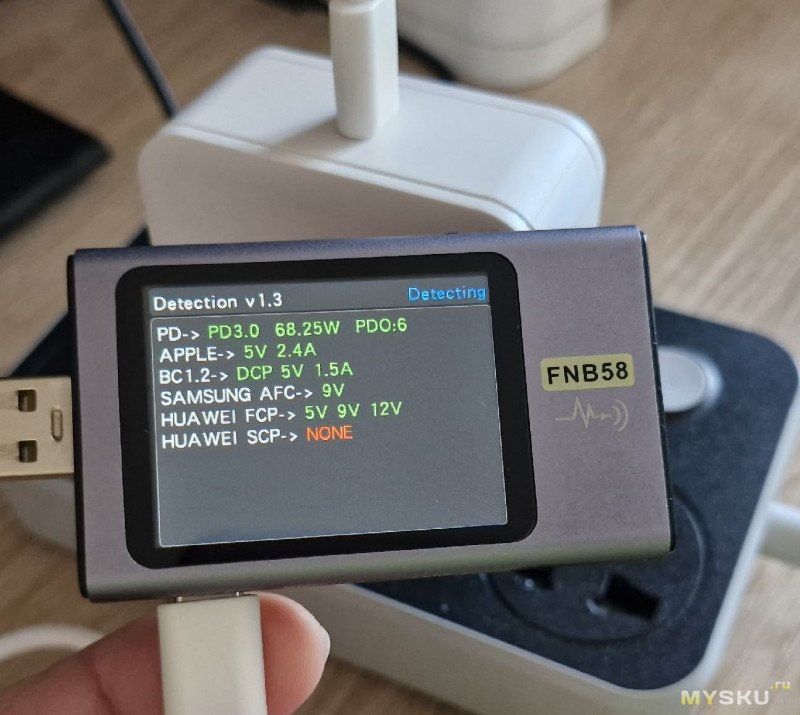 Detection v1.3 Detecting
PD-> PD3.0 68.25W PDO:6
APPLE-> 5V 2.4A
BC1.2-> DCP 5V 1.5A
SAMSUNG AFC-> 9V
HUAWEI FCP-> 5V 9V 12V
HUAWEI SCP-> NONE
FNB58
MYSKU.ru